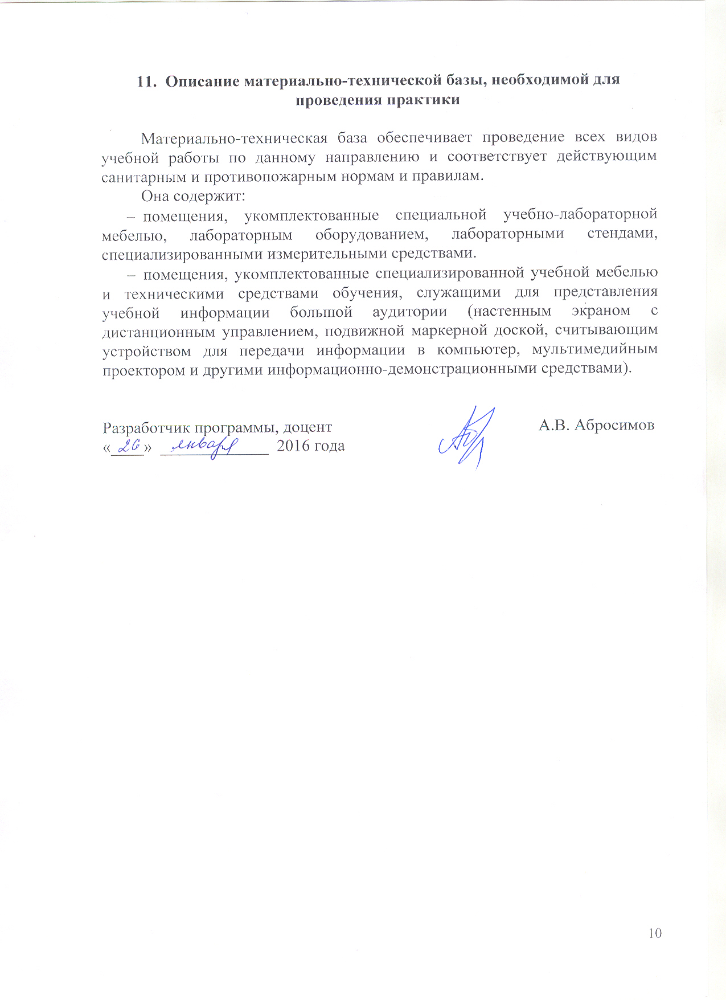 11. Описание материально-технической базы, необходимой для
проведения практики
Материально-техническая база обеспечивает проведение всех видов
учебной работы по данному направлению и соответствует действующим
санитарным и противопожарным нормам и правилам.
Она содержит:
– помещения, укомплектованные специальной учебно-лабораторной
мебелью, лабораторным оборудованием, лабораторными стендами,
специализированными измерительными средствами.
– помещения, укомплектованные специализированной учебной мебелью
и техническими средствами обучения, служащими для представления
учебной информации большой аудитории (настенным экраном с
дистанционным управлением, подвижной маркерной доской, считывающим
устройством для передачи информации в компьютер, мультимедийным
проектором и другими информационно-демонстрационными средствами).
Разработчик программы, доцент А.В. Абросимов
«26» января 2016 года
10